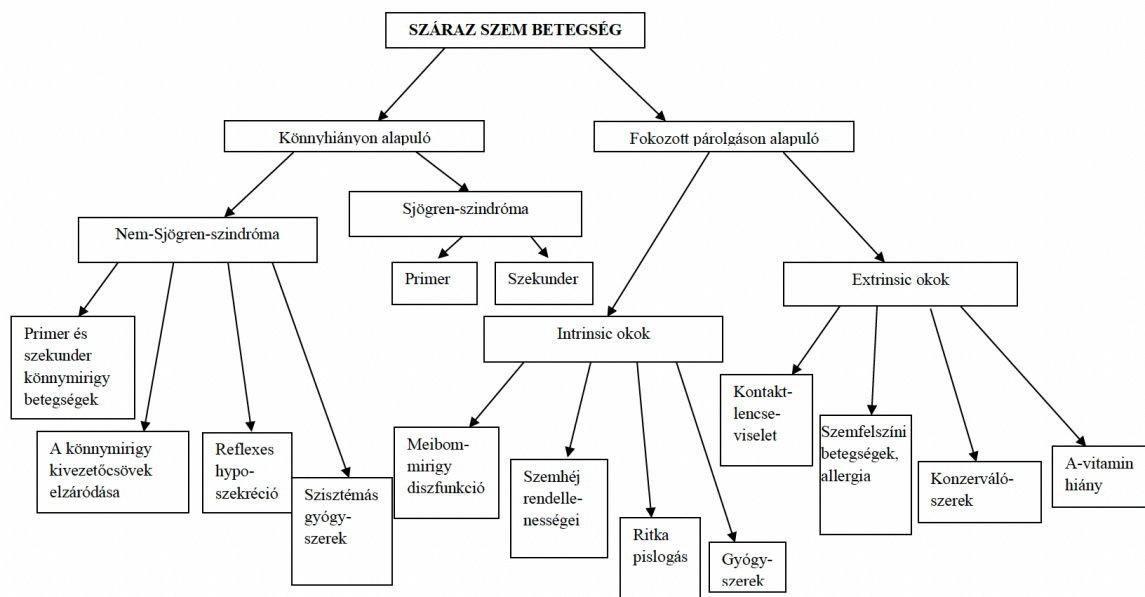 SZÁRAZ SZEM BETEGSÉG
Könnyhiányon alapuló
Fokozott párolgáson alapuló
Nem-Sjögren-szindróma
Sjögren-szindróma
Primer
Szekunder
Intrinsic okok
Extrinsic okok
Primer és
szekunder
könnymirigy
betegségek
A könnymirigy
kivezetőcsövek
elzáródása
Reflexes
hypo-
szekréció
Szisztémás
gyógy-
szerek
Meibom-
mirigy
diszfunkció
Szemhéj
rendelle-
nességei
Ritka
pislogás
Gyógy-
szerek
Kontakt-
lencse-
viselet
Szemfelszíni
betegségek,
allergia
Konzerváló-
szerek
A-vitamin
hiány